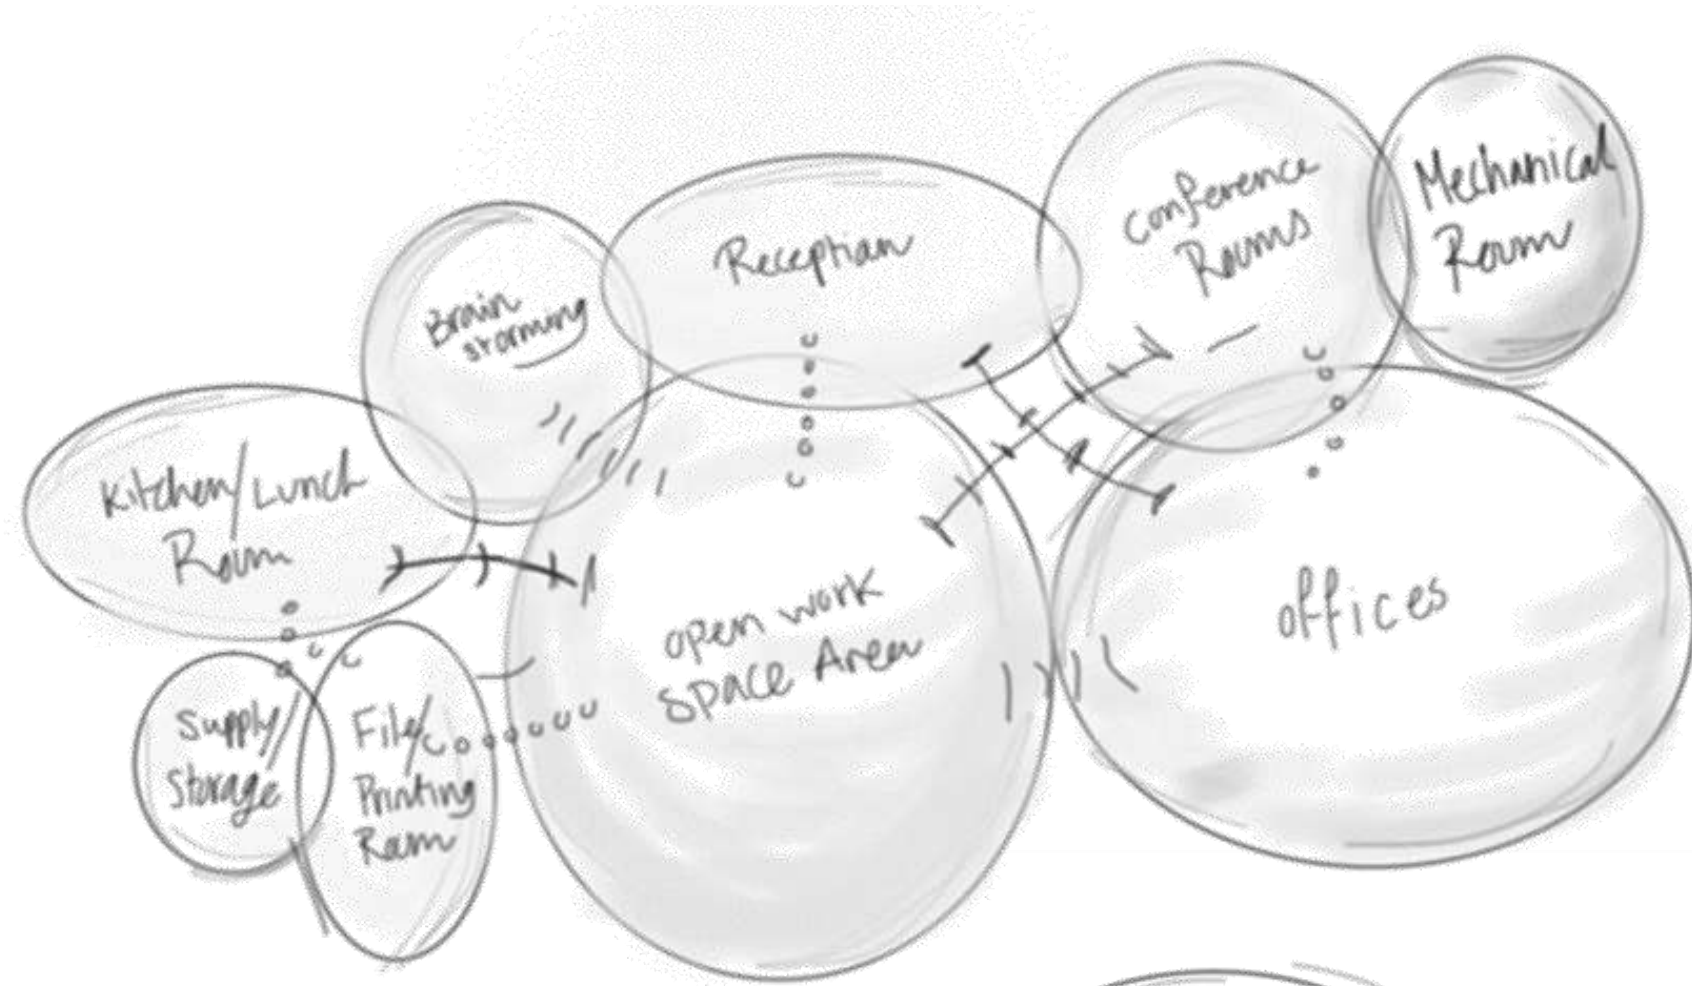 Mechanical
Room
Conference
Rooms
Reception
Brain
storming
Kitchen/Lunch
Room
offices
open work
space Area
Supply/
Storage
File/
Printing
Room